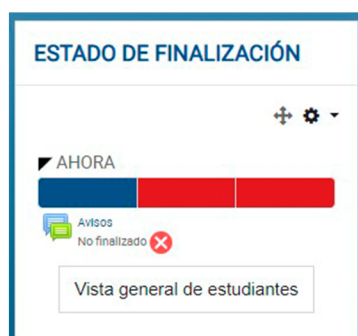 ESTADO DE FINALIZACIÓN
AHORA
Avisos
No finalizado
Vista general de estudiantes